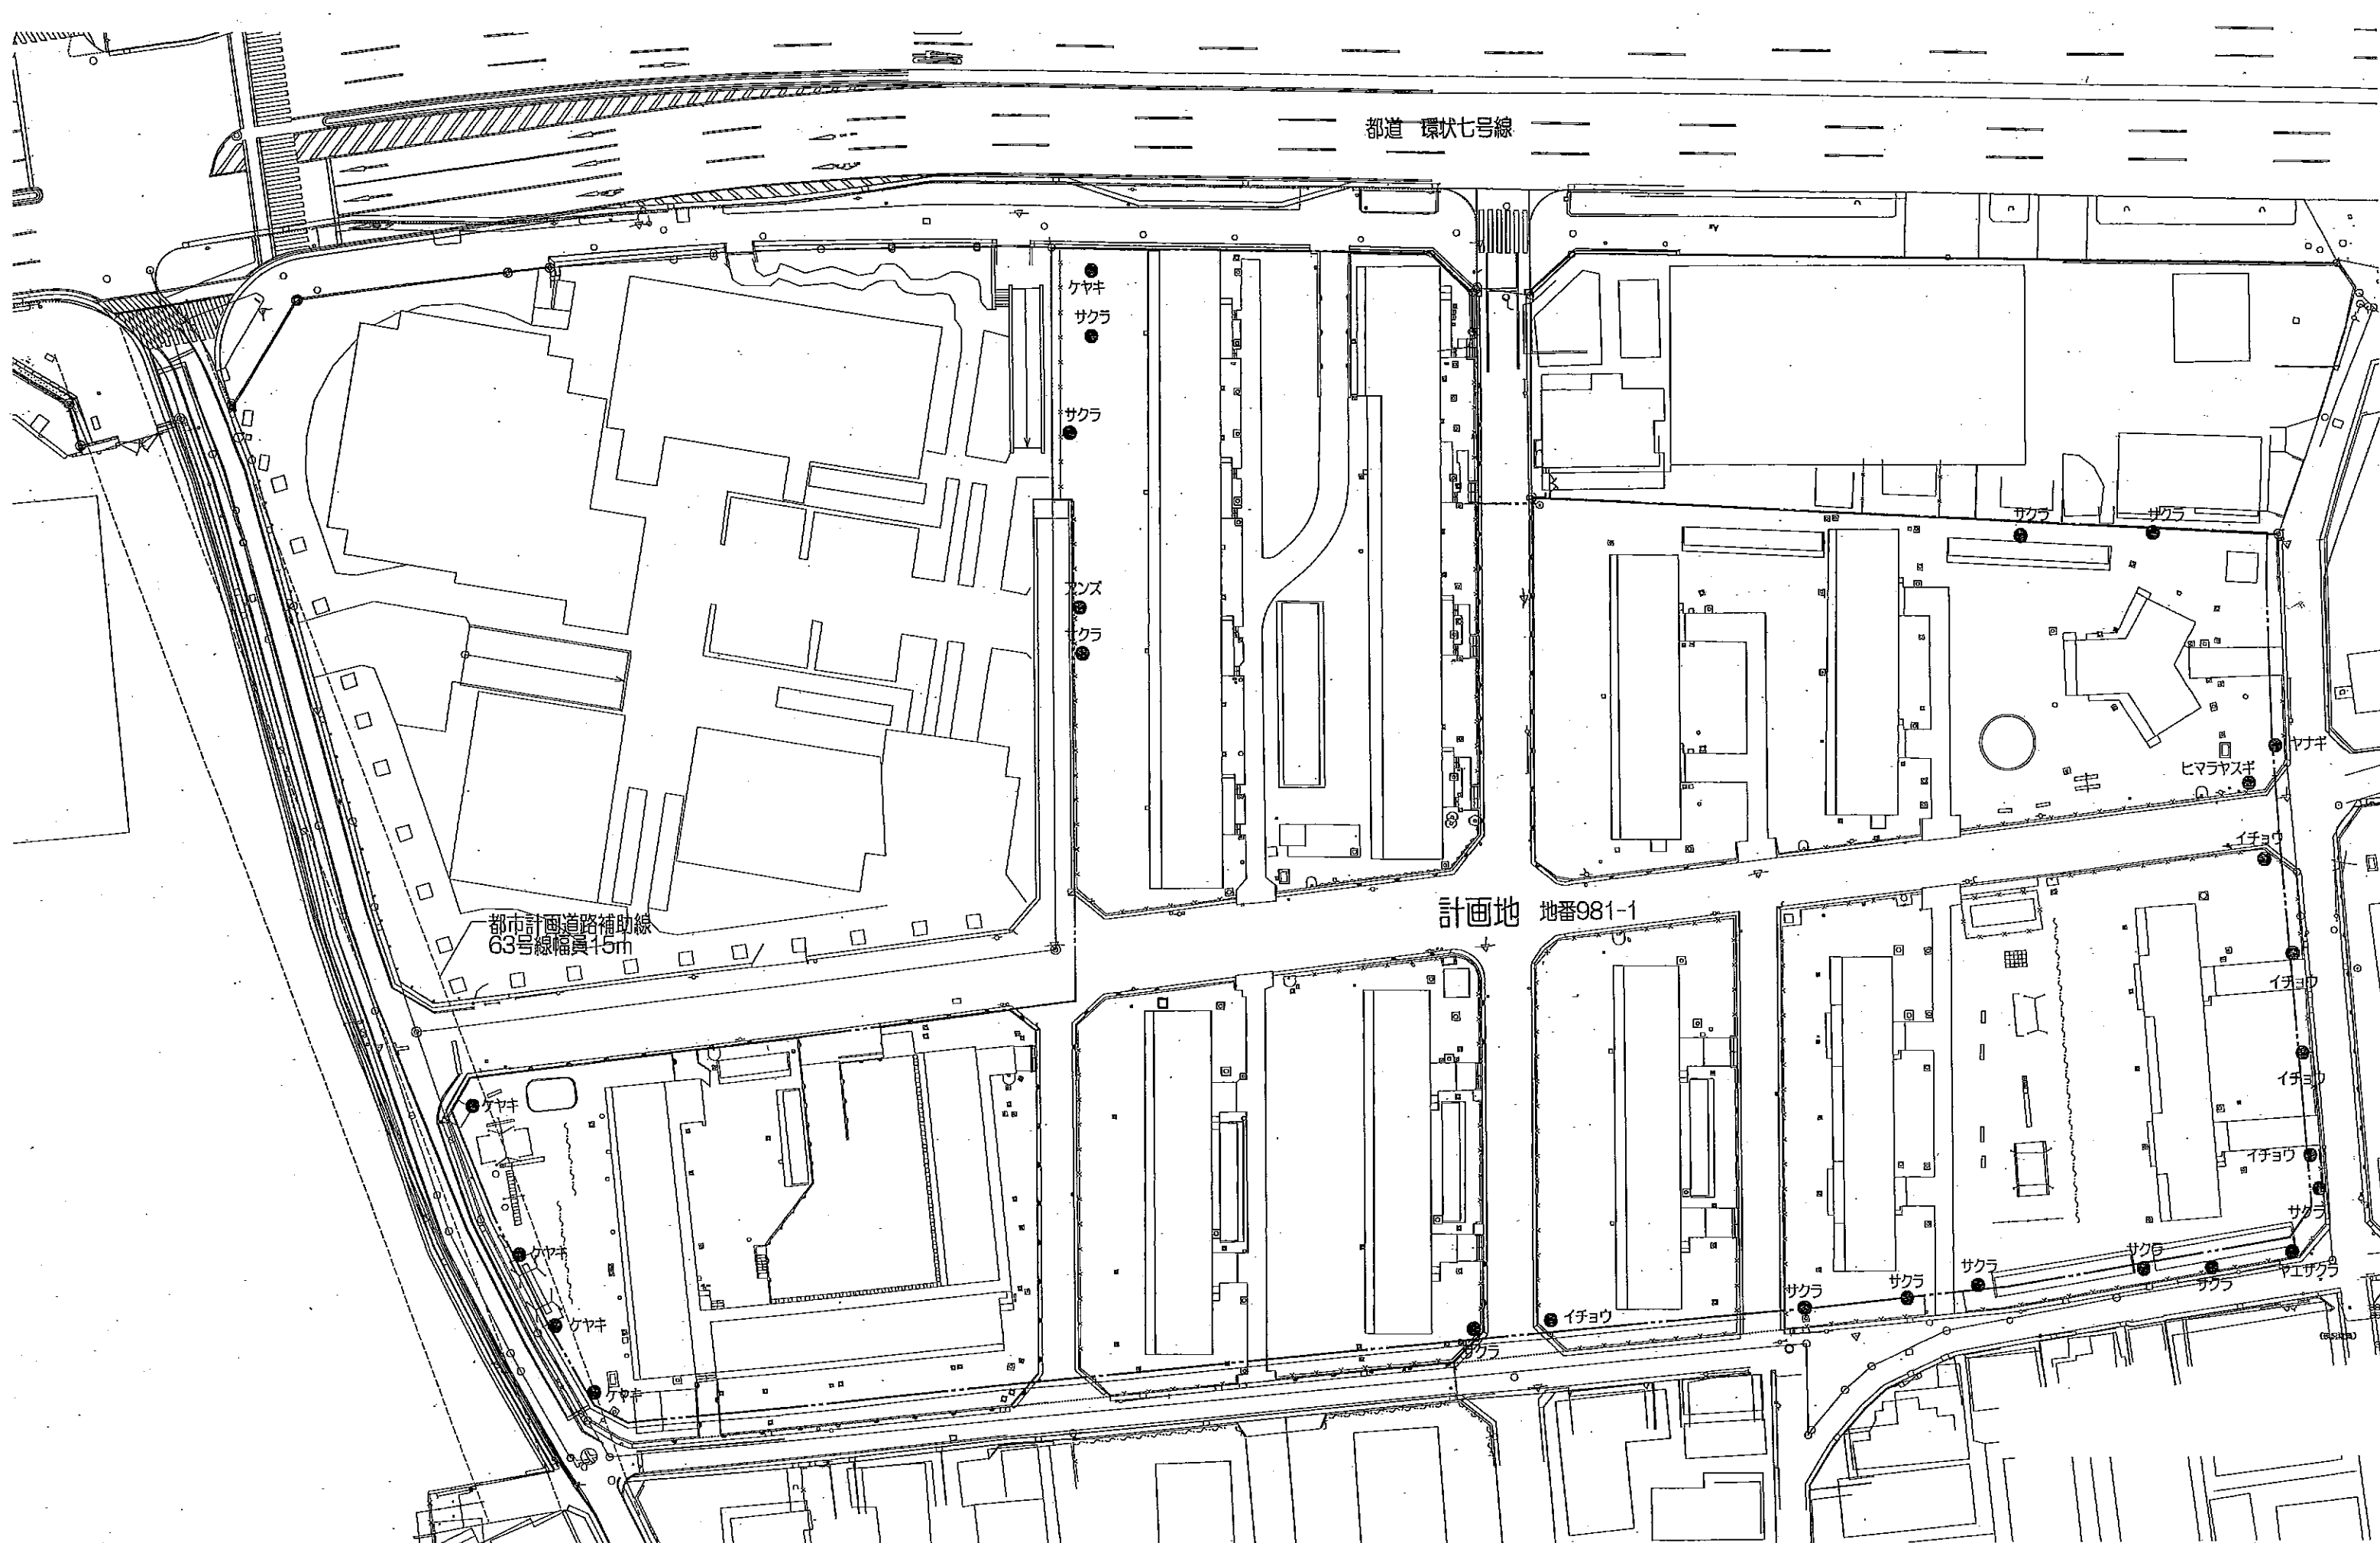 都道 環状七号線
ケヤキ
サクラ
サクラ
サクラ
サクラ
アンズ
サクラ
ヤナギ
ヒマラヤスギ
イチョウ
計画地 地番981-1
都市計画道路補助線
63号線幅員15m
イチョウ
イチョウ
ケヤキ
イチョウ
サクラ
ケヤキ
サクラ
サクラ
ヤエサクラ
サクラ
サクラ
サクラ
イチョウ
ケヤキ
サクラ
ケヤキ